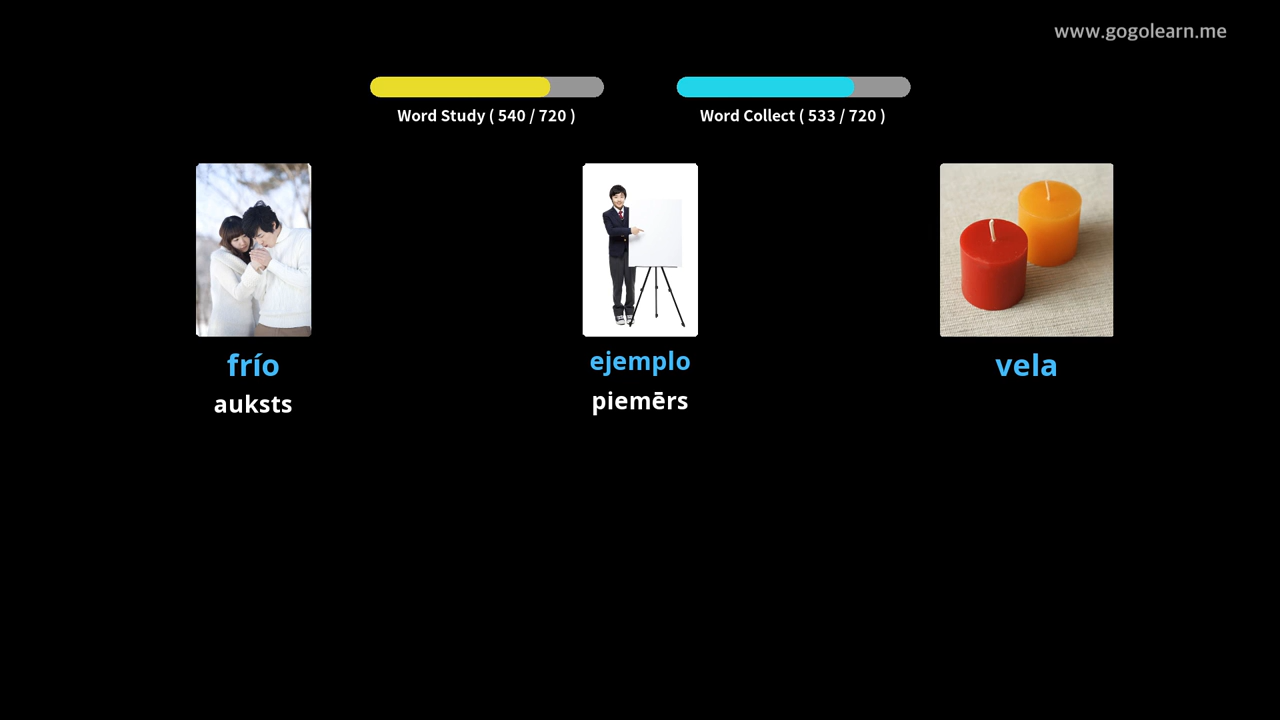 www.gogolearn.me
Word Study ( 540 / 720 )
Word Collect ( 533 / 720 )
frío
auksts
ejemplo
piemērs
vela